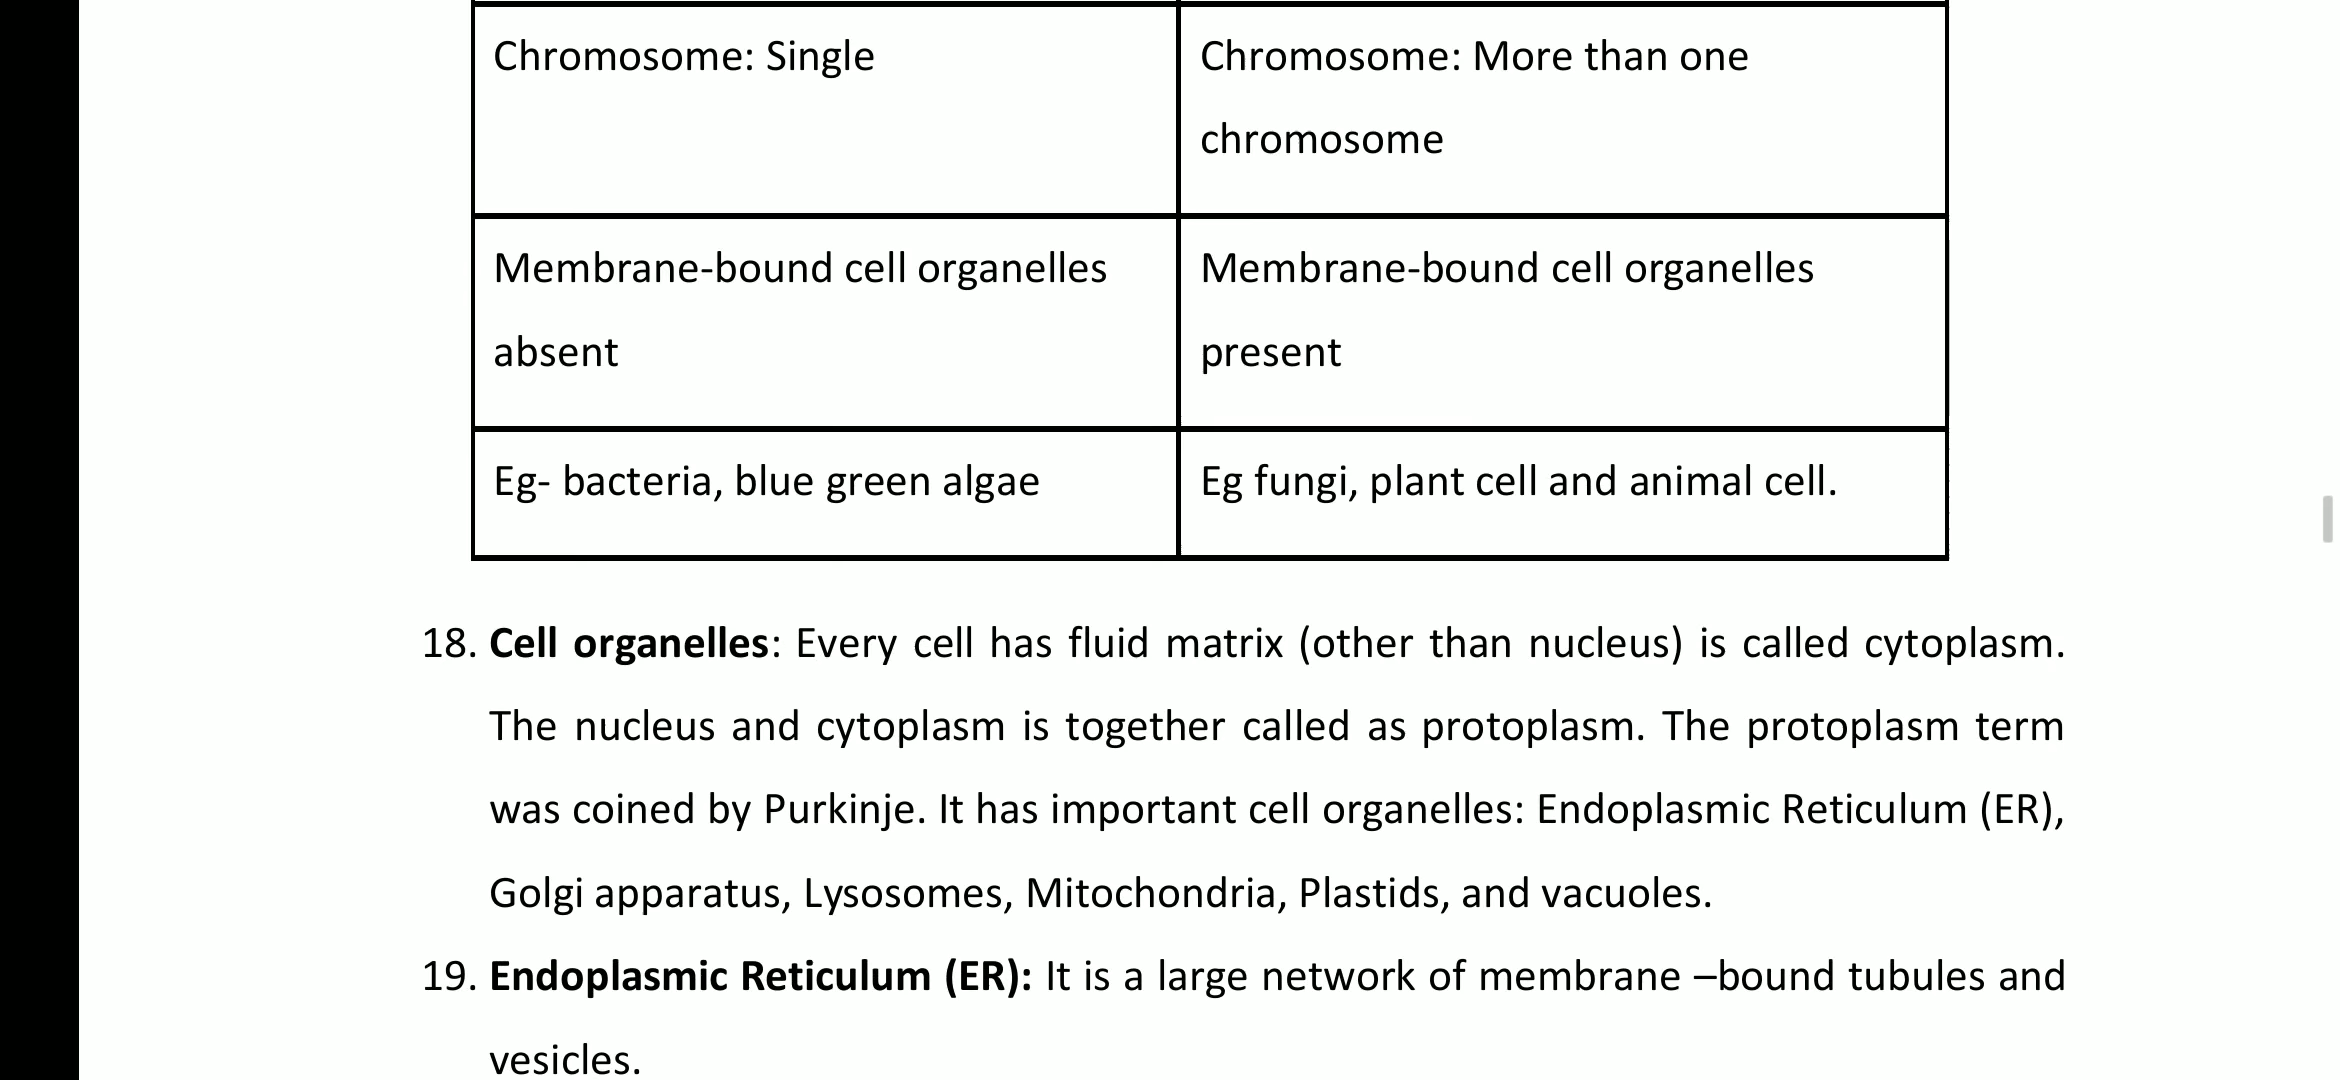 Chromosome: Single
Chromosome: More than one
chromosome
Membrane-bound cell organelles
absent
Membrane-bound cell organelles
present
Eg- bacteria, blue green algae
Eg fungi, plant cell and animal cell.
18. Cell organelles: Every cell has fluid matrix (other than nucleus) is called cytoplasm.
The nucleus and cytoplasm is together called as protoplasm. The protoplasm term
was coined by Purkinje. It has important cell organelles: Endoplasmic Reticulum (ER),
Golgi apparatus, Lysosomes, Mitochondria, Plastids, and vacuoles.
19. Endoplasmic Reticulum (ER): It is a large network of membrane –bound tubules and
vesicles.